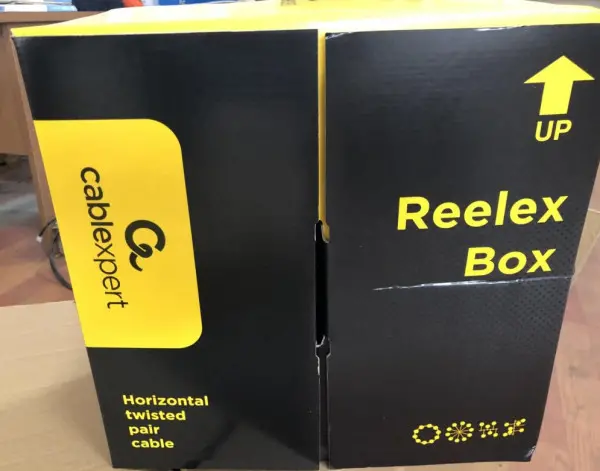 cablexpert
Horizontal
twisted
pair
cable
UP
Reelex
Box